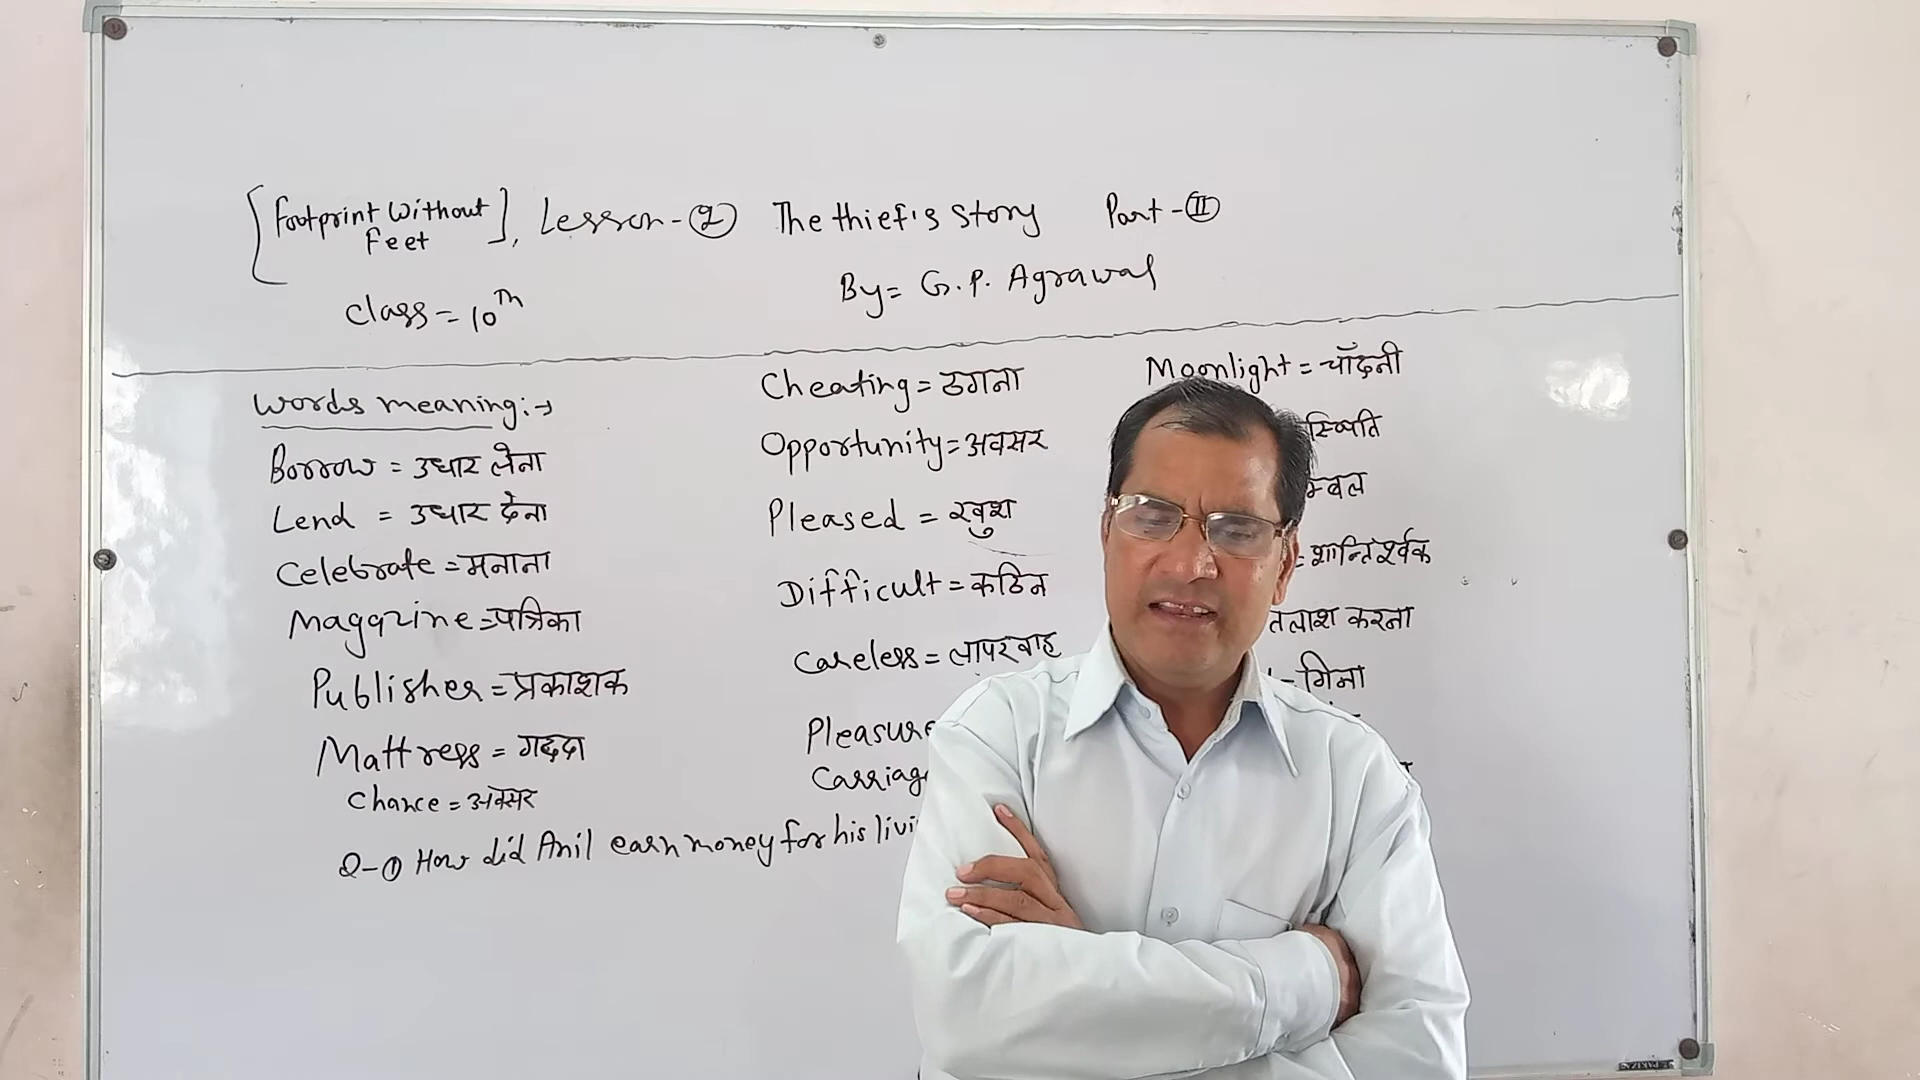 [Footprint Without Feet], Lesson-② The thief's story Part-Ⅱ
By= G.P. Agrawal
Class=10th
Words meaning:→
Borrow = उधार लेना
Lend = उधार देना
Celebrate = मनाना
Magazine = पत्रिका
Publisher = प्रकाशक
Mattress = गद्दा
Chance = अवसर
Cheating = ठगना
Opportunity = अवसर
Pleased = खुश
Difficult = कठिन
Careless = लापरवाह
Pleasure
Carriag
Moonlight = चाँदनी
स्थिति
म्बल
= शान्तिपूर्वक
तलाश करना
- गिना
Q-① How did Anil earn money for his livi